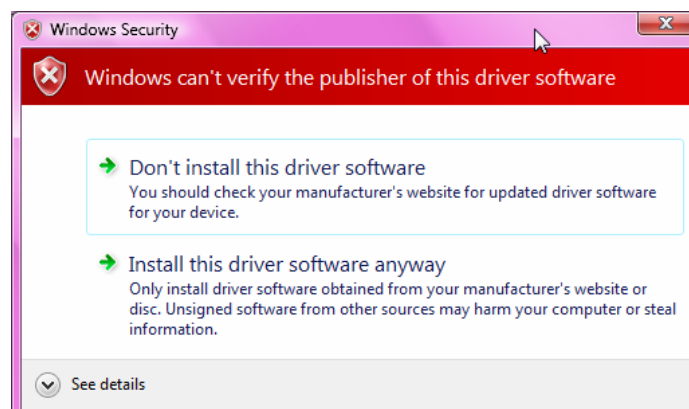 Windows Security
Windows can't verify the publisher of this driver software
Don't install this driver software
You should check your manufacturer's website for updated driver software
for your device.
Install this driver software anyway
Only install driver software obtained from your manufacturer's website or
disc. Unsigned software from other sources may harm your computer or steal
information.
See details